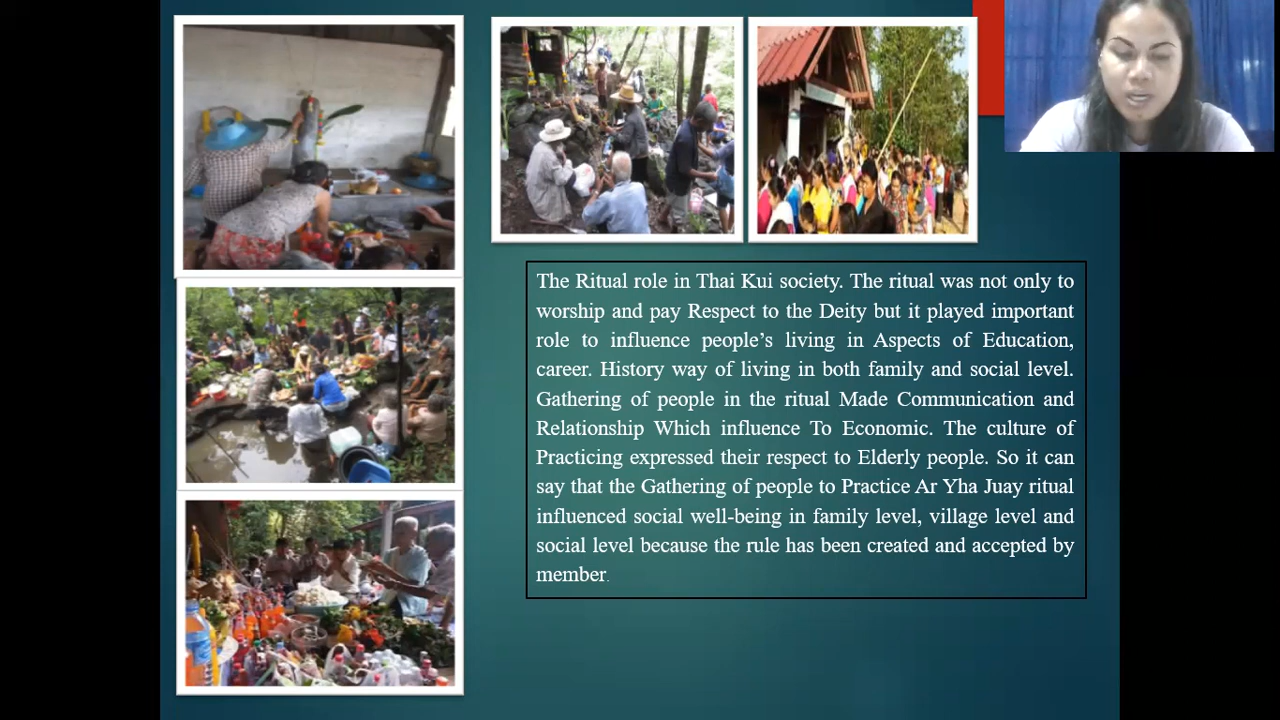 The Ritual role in Thai Kui society. The ritual was not only to
worship and pay Respect to the Deity but it played important
role to influence people's living in Aspects of Education,
career. History way of living in both family and social level.
Gathering of people in the ritual Made Communication and
Relationship Which influence To Economic. The culture of
Practicing expressed their respect to Elderly people. So it can
say that the Gathering of people to Practice Ar Yha Juay ritual
influenced social well-being in family level, village level and
social level because the rule has been created and accepted by
member.